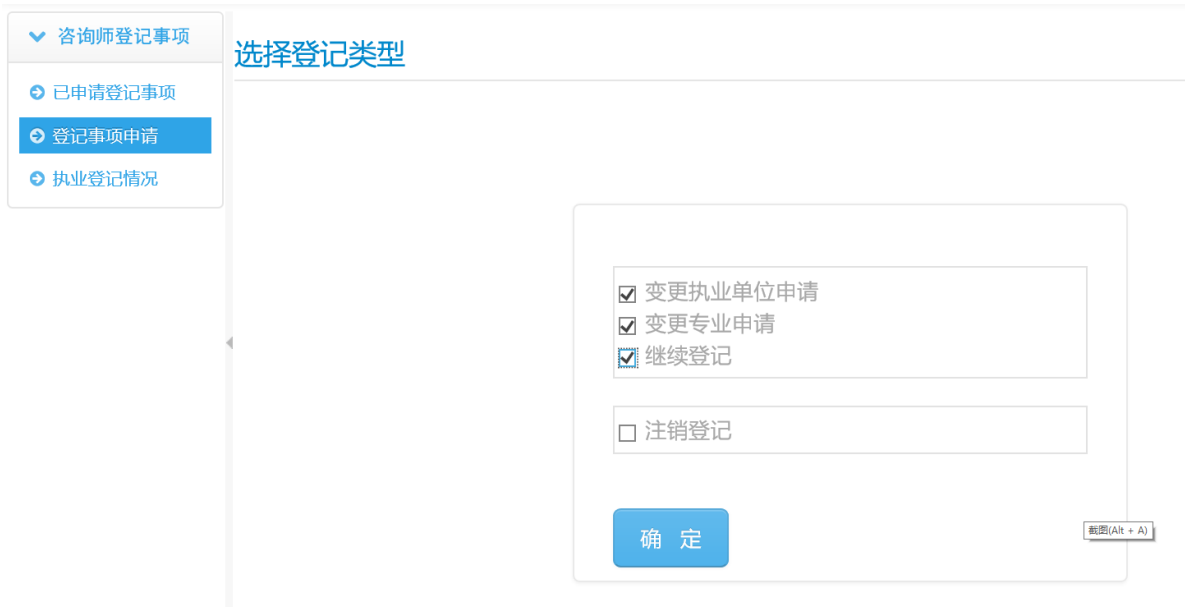 咨询师登记事项
已申请登记事项
登记事项申请
执业登记情况
选择登记类型
变更执业单位申请
变更专业申请
继续登记
注销登记
确 定
截图(Alt + A)